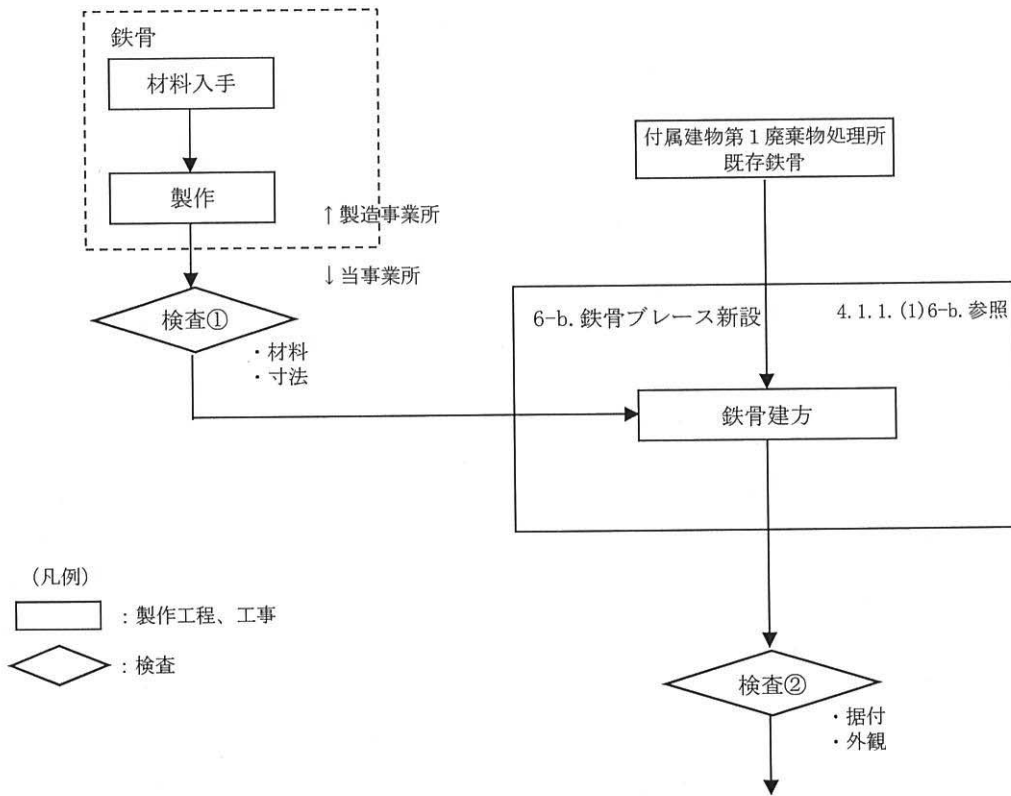 鉄骨
材料入手
製作
↑製造事業所
↓当事業所
検査①
・材料
・寸法
付属建物第１廃棄物処理所
既存鉄骨
6-b. 鉄骨ブレース新設
4.1.1.(1)6-b.参照
鉄骨建方
検査②
・据付
・外観
(凡例)
：製作工程、工事
：検査